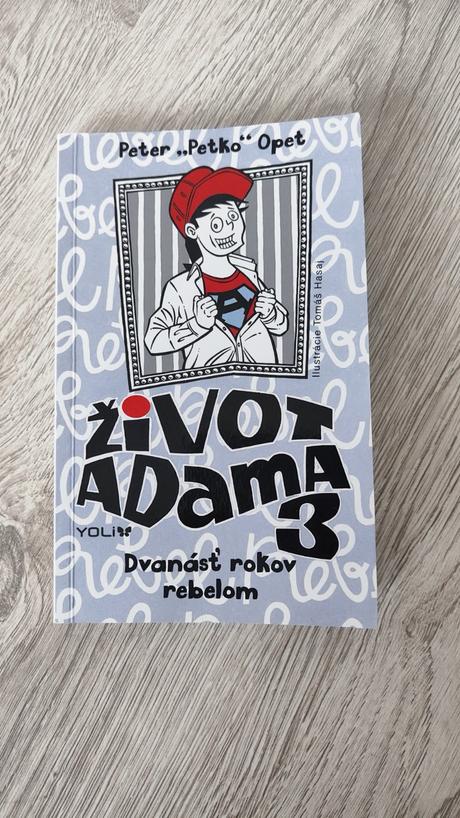 Peter „Petko“ Opet
Ilustrácie Tomáš Hasaj
A
ŽIVOT
ADAMA
3
YOLi
Dvanásť rokov
rebelom